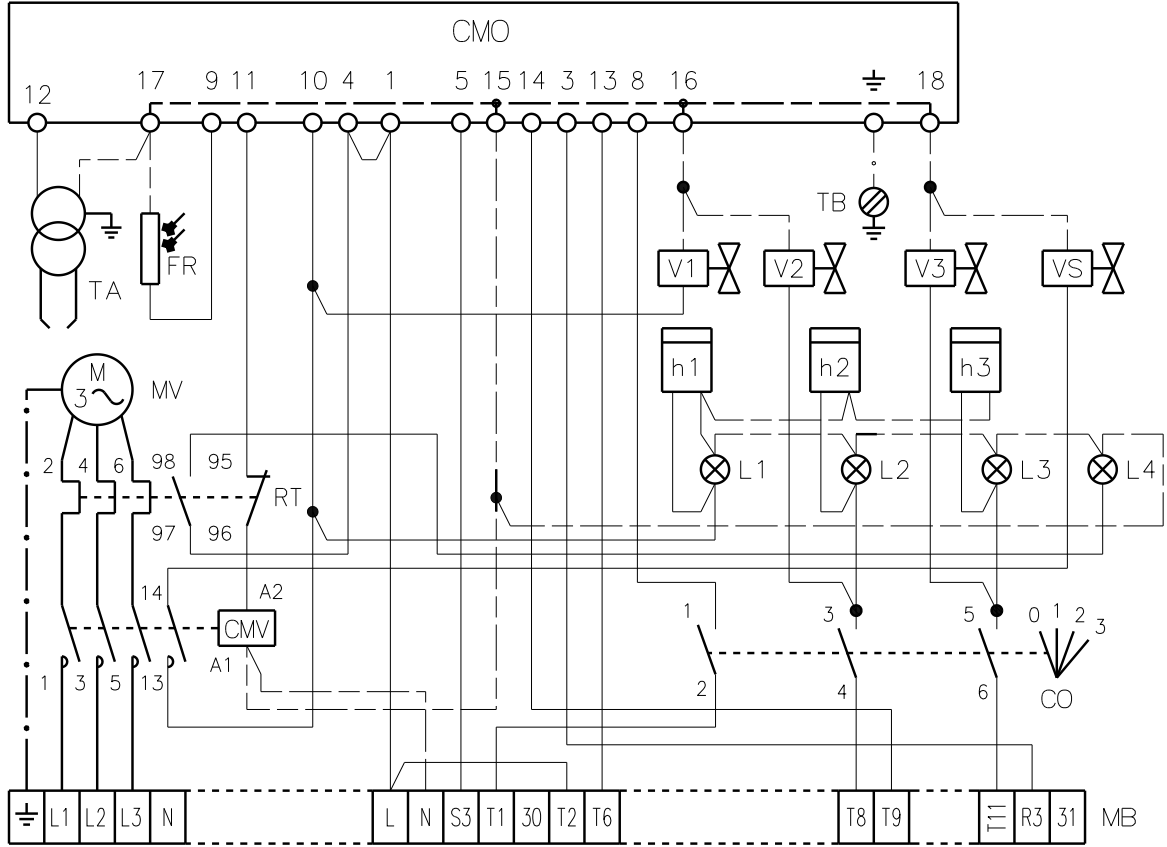 CMO
12 17 9 11 10 4 1 5 15 14 3 13 8 16 18
TB
FR
TA
V1 V2 V3 VS
h1 h2 h3
M
3
MV
2 4 6 98 95
L1 L2 L3 L4
RT
97 96
14 A2
CMV
A1
1 3 5 13
1 3 5 0 1 2 3
2 4 6
CO
L1 L2 L3 N L N S3 T1 30 T2 T6 T8 T9 T11 R3 31 MB